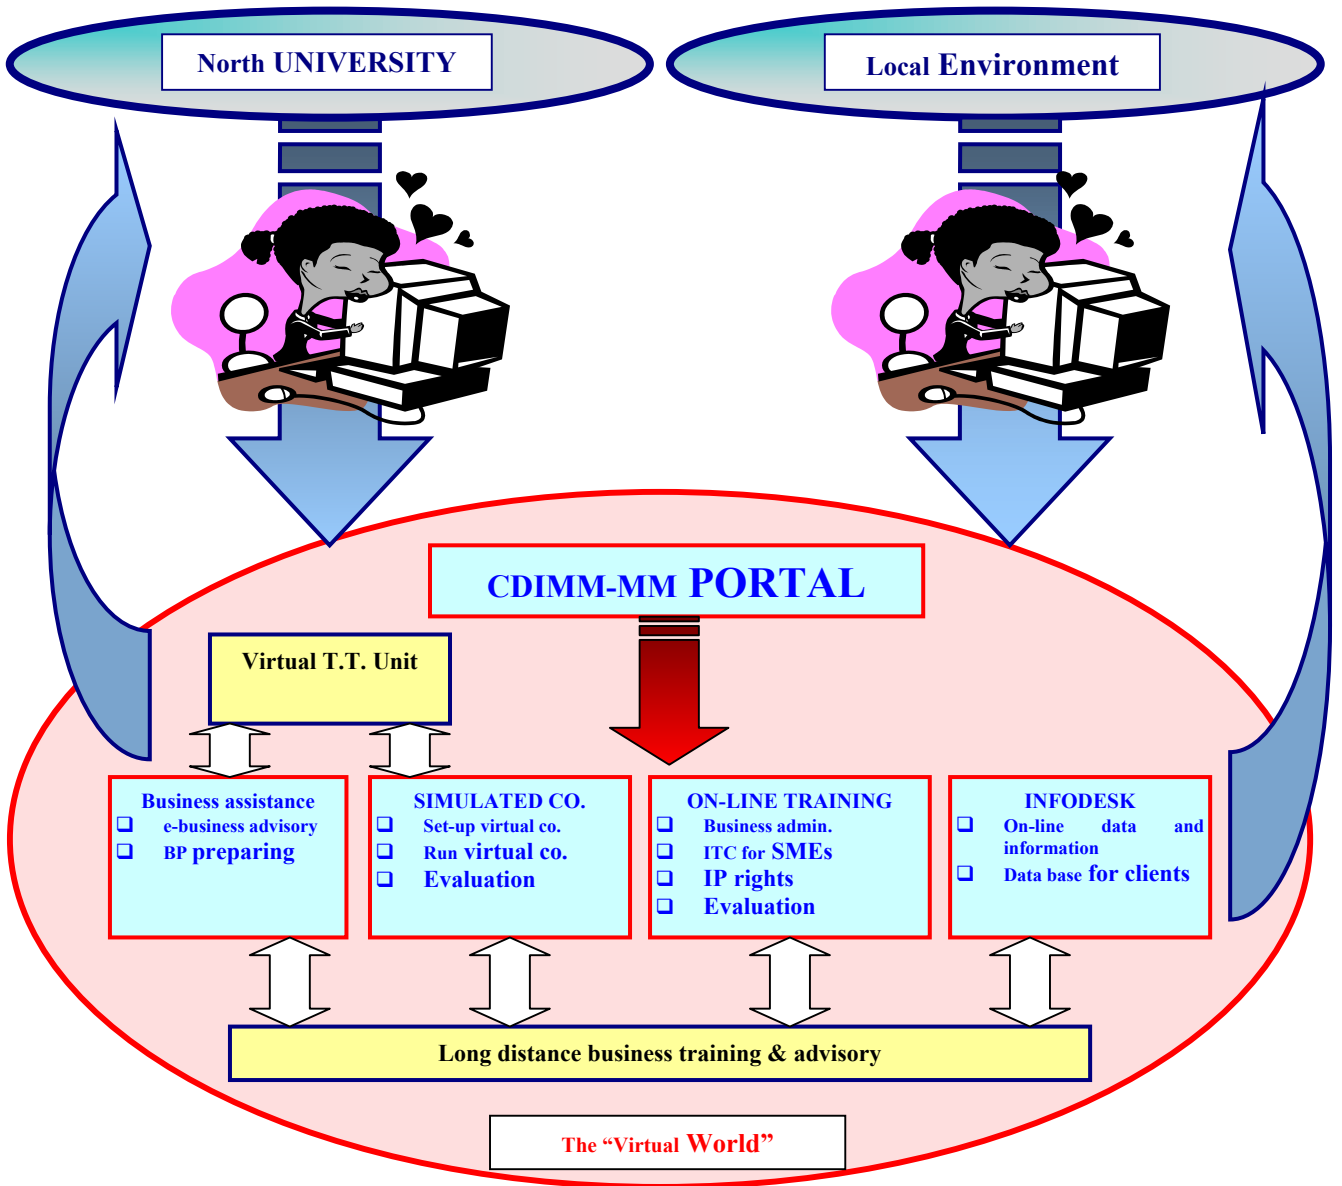 North UNIVERSITY
Local Environment
CDIMM-MM PORTAL
Virtual T.T. Unit
Business assistance
e-business advisory
BP preparing
SIMULATED CO.
Set-up virtual co.
Run virtual co.
Evaluation
ON-LINE TRAINING
Business admin.
ITC for SMEs
IP rights
Evaluation
INFODESK
On-line data and
information
Data base for clients
Long distance business training & advisory
The “Virtual World”